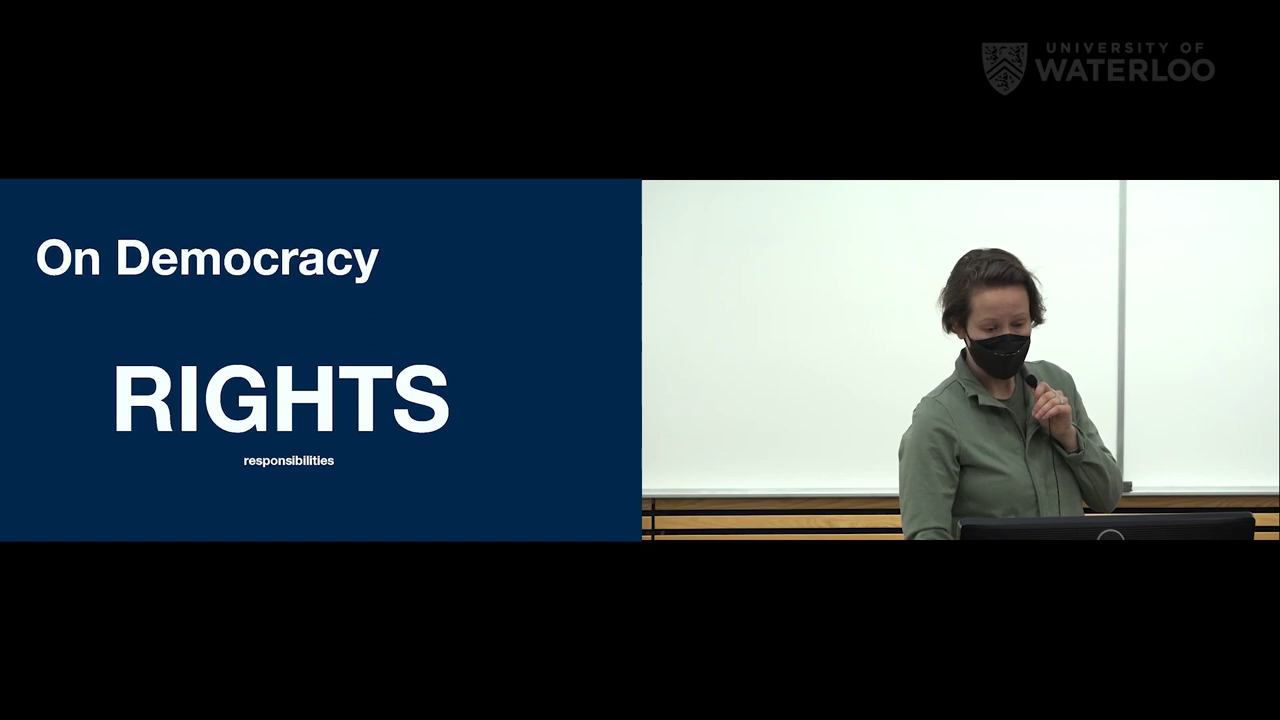 UNIVERSITY OF
WATERLOO
On Democracy
RIGHTS
responsibilities